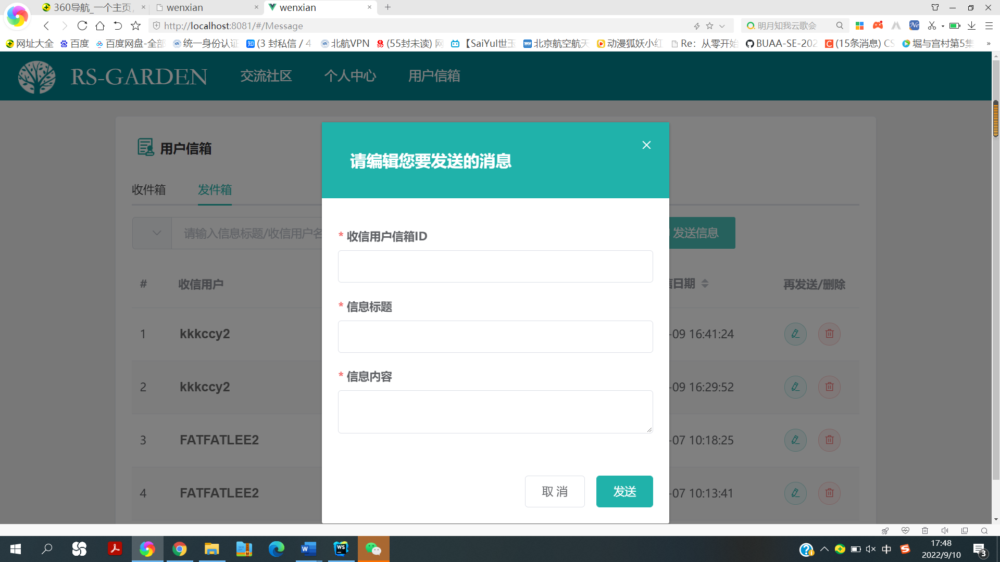 360导航_一个主页, wenxian wenxian
http://localhost:8081/#/Message 明月知我云歌会
网址大全 百度 百度网盘-全部 统一身份认证 (3 封私信 / 4 北航VPN (55封未读) 网 【SaiYuI世玉 北京航空航天 动漫狐妖小红 Re：从零开始 BUAA-SE-202 (15条消息) CS 堀与宫村第5集 »
RS-GARDEN 交流社区 个人中心 用户信箱
用户信箱
请编辑您要发送的消息
收件箱 发件箱
请输入信息标题/收信用户名 发送信息
* 收信用户信箱ID
# 收信用户 日期 再发送/删除
* 信息标题
1 kkkccy2 -09 16:41:24
* 信息内容
2 kkkccy2 -09 16:29:52
3 FATFATLEE2 -07 10:18:25
4 FATFATLEE2 -07 10:13:41
取 消 发送
中 17:48
2022/9/10 3